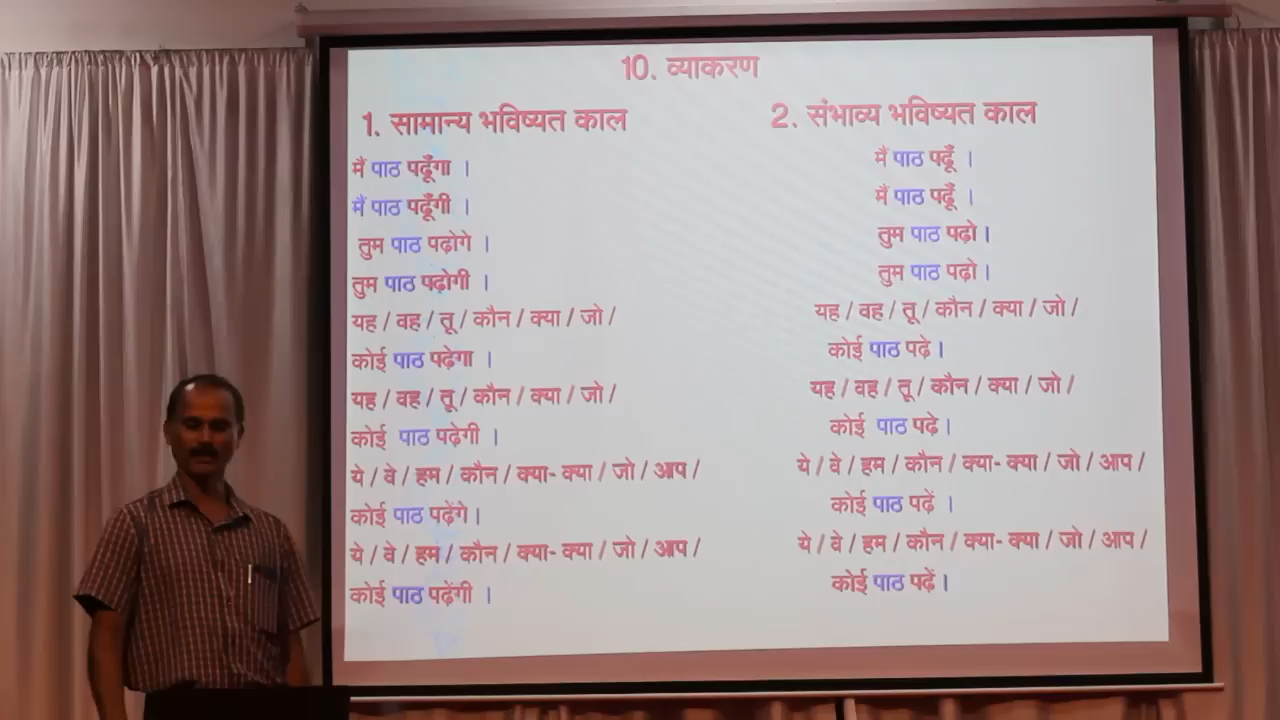 10. व्याकरण
1. सामान्य भविष्यत काल
मैं पाठ पढूँगा ।
मैं पाठ पढूँगी ।
तुम पाठ पढ़ोगे ।
तुम पाठ पढ़ोगी ।
यह / वह / तू / कौन / क्या / जो /
कोई पाठ पढ़ेगा ।
यह / वह / तू / कौन / क्या / जो /
कोई पाठ पढ़ेगी ।
ये / वे / हम / कौन / क्या- क्या / जो / आप /
कोई पाठ पढ़ेंगे।
ये / वे / हम / कौन / क्या- क्या / जो / आप /
कोई पाठ पढ़ेंगी ।
2. संभाव्य भविष्यत काल
मैं पाठ पढूँ ।
मैं पाठ पढूँ ।
तुम पाठ पढ़ो।
तुम पाठ पढ़ो।
यह / वह / तू / कौन / क्या / जो /
कोई पाठ पढ़े।
यह / वह / तू / कौन / क्या / जो /
कोई पाठ पढ़े।
ये / वे / हम / कौन / क्या- क्या / जो / आप /
कोई पाठ पढ़ें ।
ये / वे / हम / कौन / क्या- क्या / जो / आप /
कोई पाठ पढ़ें।